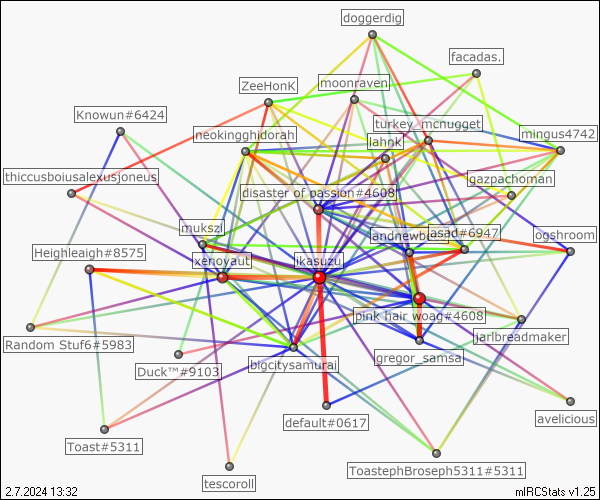 doggerdig
facadas.
moonraven.
ZeeHonK
Knowun#6424
turkey_mcnugget
neokingghidorah
mingus4742
lahnk
thiccusboiusalexusjoneus
gazpachoman
disaster of passion#4608
mukszi
ogshroom
asad#6947
Heighleaigh#8575
xenoyaut
ikasuzu
pink hair woag#4608
Random Stuf6#5983
jarlbreadmaker
gregor_samsa
bigcitysamurai
Duck™#9103
avelicious
default#0617
Toast#5311
ToastephBroseph5311#5311
tescoroll
2.7.2024 13:32
mIRCStats v1.25